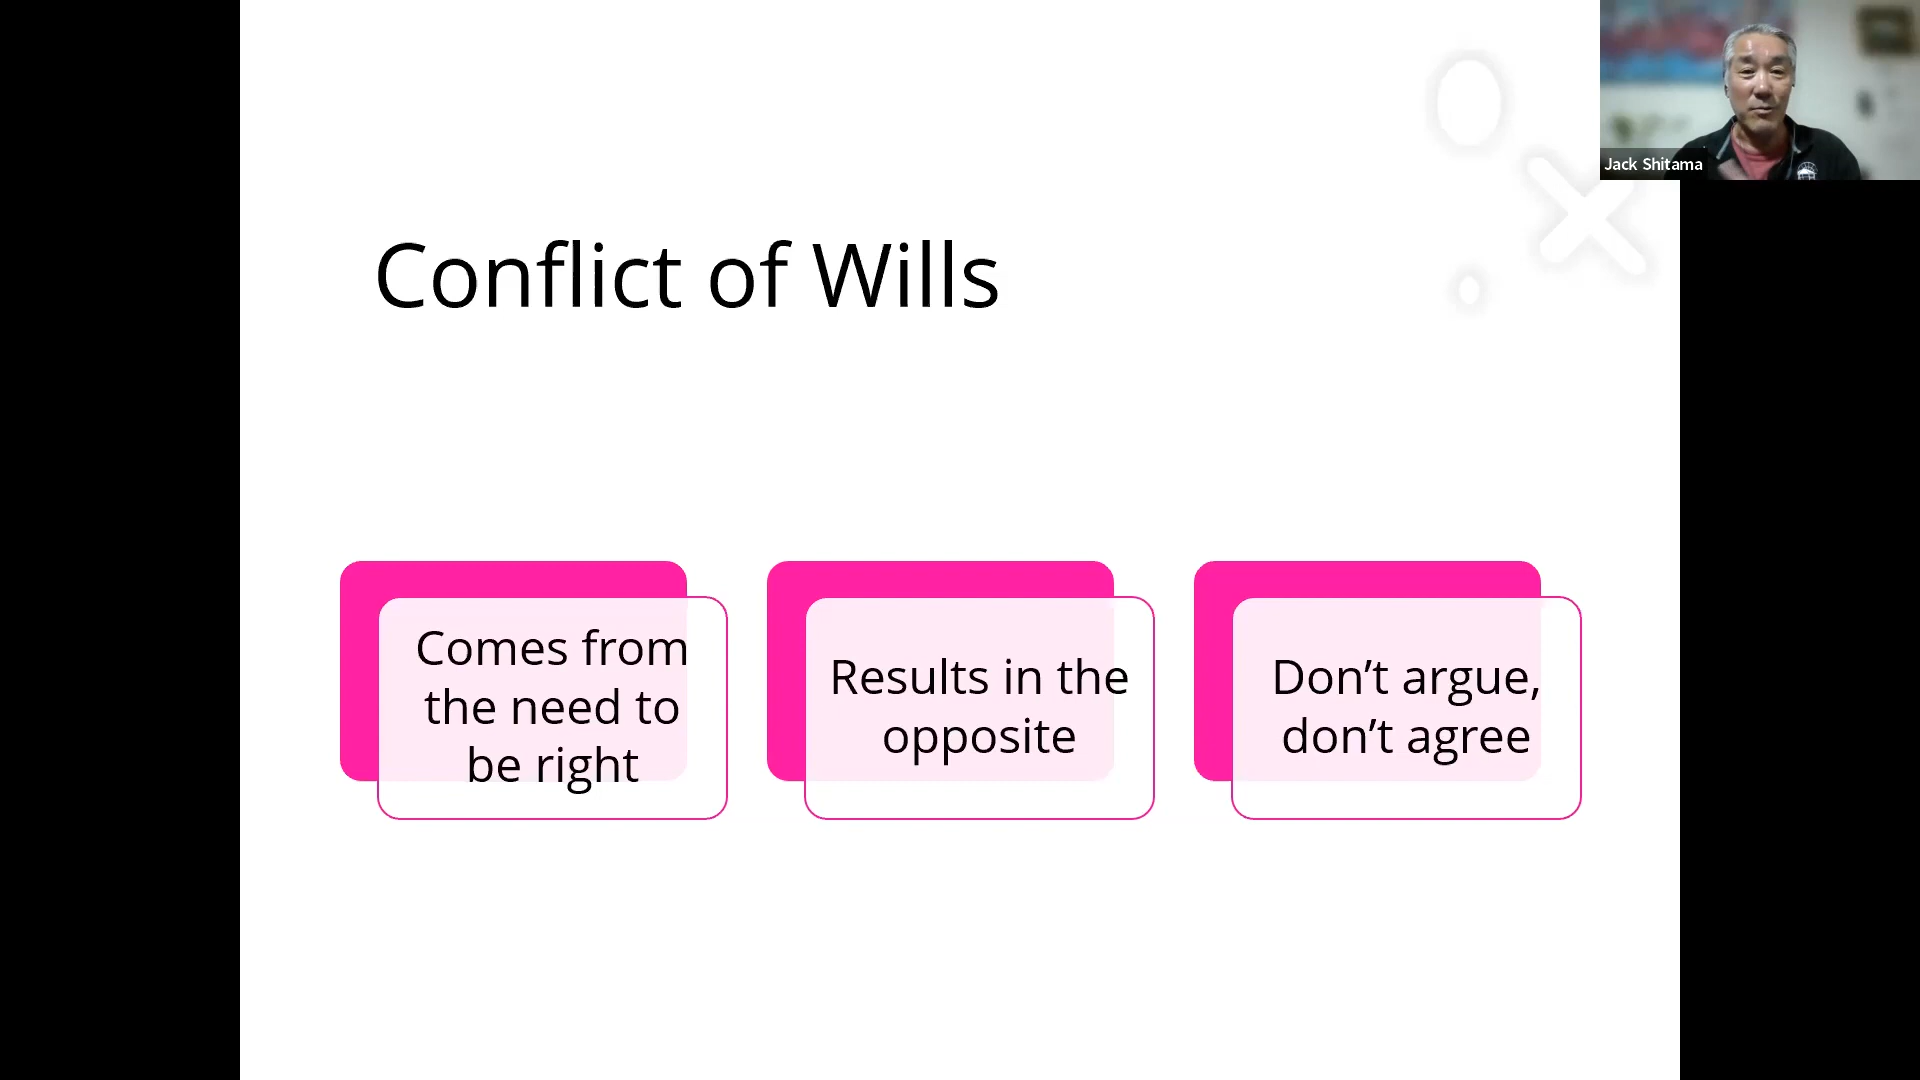 Jack Shitama
Conflict of Wills
Comes from
the need to
be right
Results in the
opposite
Don’t argue,
don’t agree